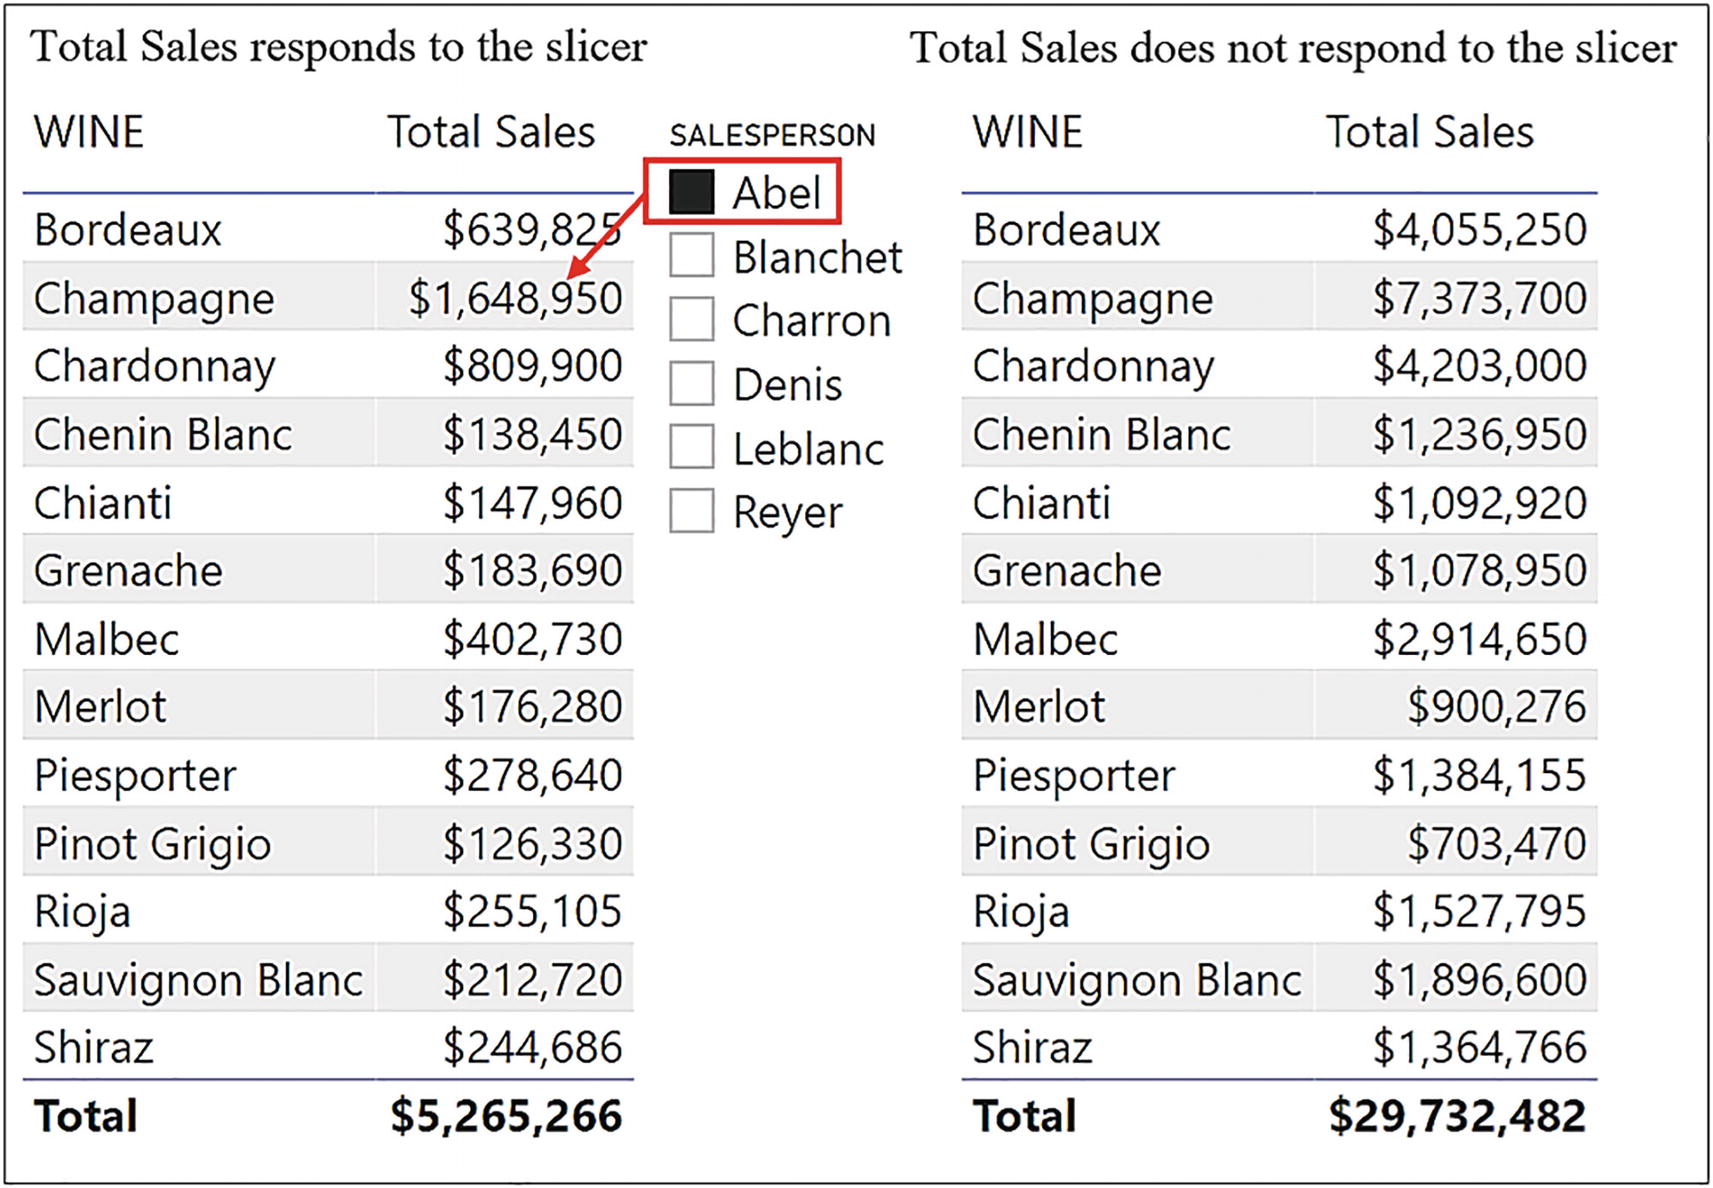 Total Sales responds to the slicer
WINE Total Sales
Bordeaux $639,825
Champagne $1,648,950
Chardonnay $809,900
Chenin Blanc $138,450
Chianti $147,960
Grenache $183,690
Malbec $402,730
Merlot $176,280
Piesporter $278,640
Pinot Grigio $126,330
Rioja $255,105
Sauvignon Blanc $212,720
Shiraz $244,686
Total $5,265,266
SALESPERSON
Abel
Blanchet
Charron
Denis
Leblanc
Reyer
Total Sales does not respond to the slicer
WINE Total Sales
Bordeaux $4,055,250
Champagne $7,373,700
Chardonnay $4,203,000
Chenin Blanc $1,236,950
Chianti $1,092,920
Grenache $1,078,950
Malbec $2,914,650
Merlot $900,276
Piesporter $1,384,155
Pinot Grigio $703,470
Rioja $1,527,795
Sauvignon Blanc $1,896,600
Shiraz $1,364,766
Total $29,732,482